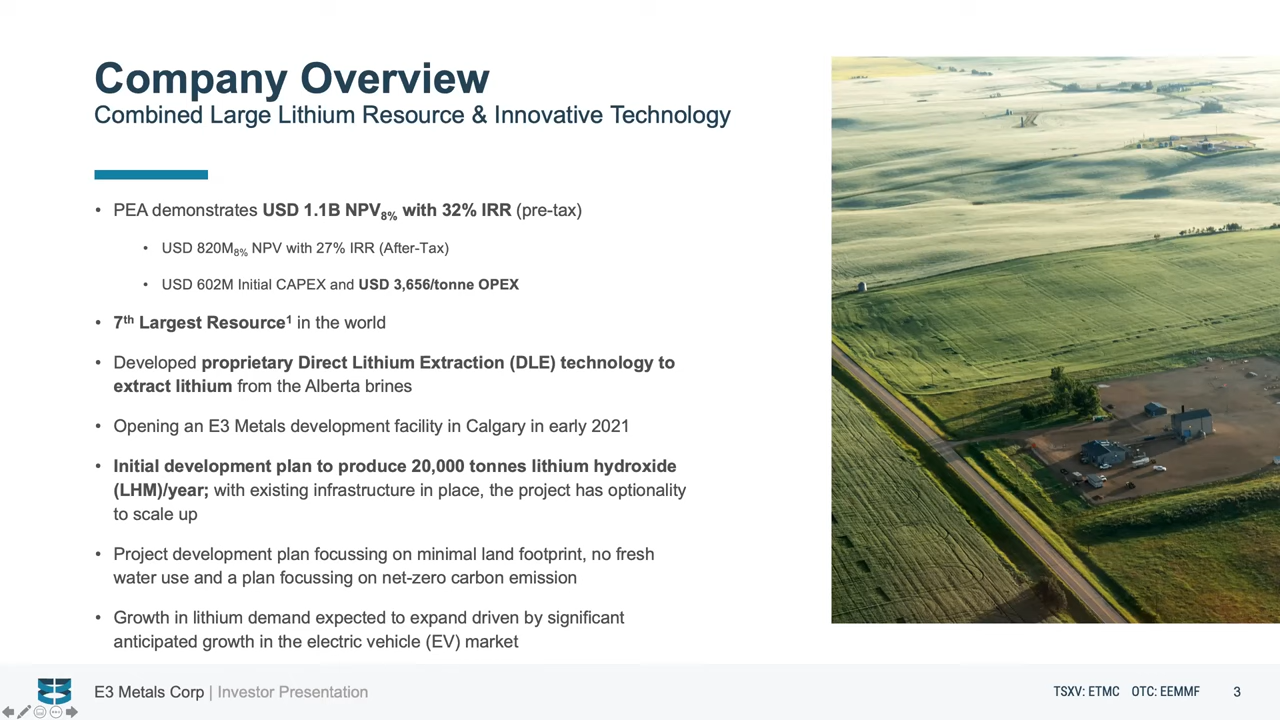 Company Overview
Combined Large Lithium Resource & Innovative Technology
• PEA demonstrates USD 1.1B NPV8% with 32% IRR (pre-tax)
• USD 820M8% NPV with 27% IRR (After-Tax)
• USD 602M Initial CAPEX and USD 3,656/tonne OPEX
• 7th Largest Resource1 in the world
• Developed proprietary Direct Lithium Extraction (DLE) technology to
extract lithium from the Alberta brines
• Opening an E3 Metals development facility in Calgary in early 2021
• Initial development plan to produce 20,000 tonnes lithium hydroxide
(LHM)/year; with existing infrastructure in place, the project has optionality
to scale up
• Project development plan focussing on minimal land footprint, no fresh
water use and a plan focussing on net-zero carbon emission
• Growth in lithium demand expected to expand driven by significant
anticipated growth in the electric vehicle (EV) market
E3 Metals Corp | Investor Presentation
TSXV: ETMC OTC: EEMMF 3